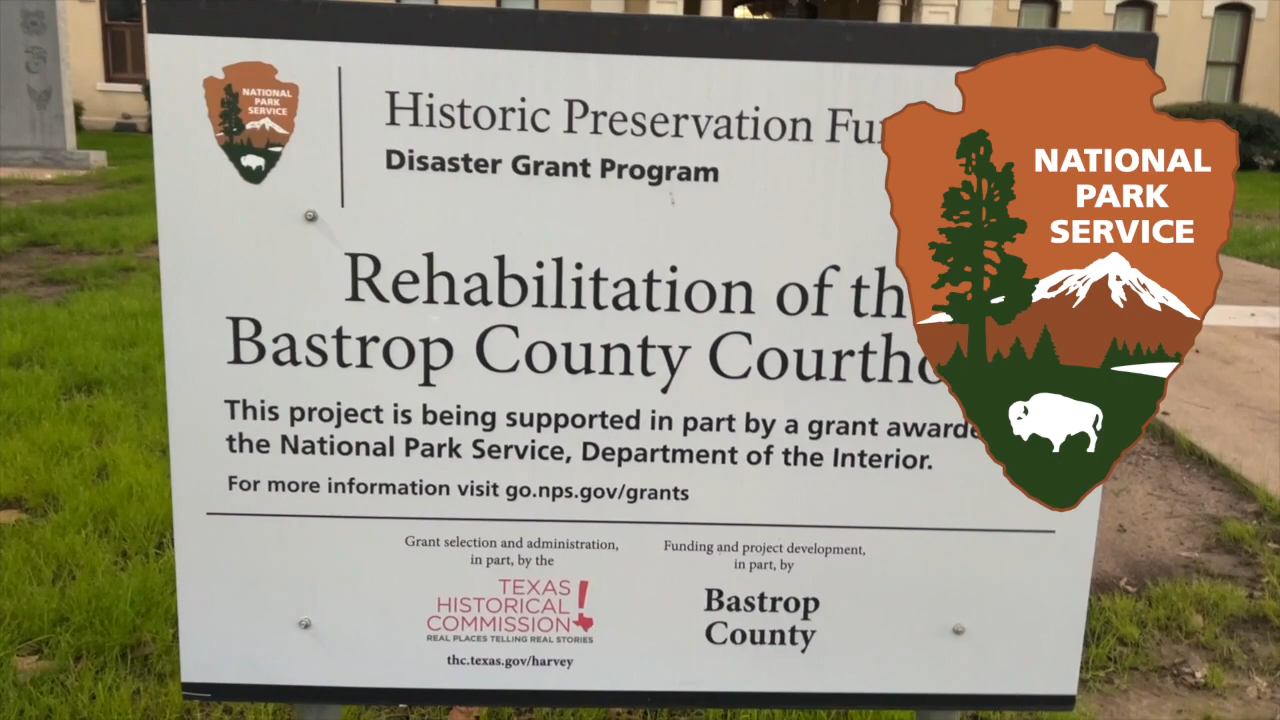 NATIONAL
PARK
SERVICE
Historic Preservation Fu
Disaster Grant Program
Rehabilitation of th
Bastrop County Courtho
This project is being supported in part by a grant awarde
the National Park Service, Department of the Interior.
For more information visit go.nps.gov/grants
Grant selection and administration,
in part, by the
TEXAS
HISTORICAL
COMMISSION
REAL PLACES TELLING REAL STORIES
thc.texas.gov/harvey
Funding and project development,
in part, by
Bastrop
County
NATIONAL
PARK
SERVICE